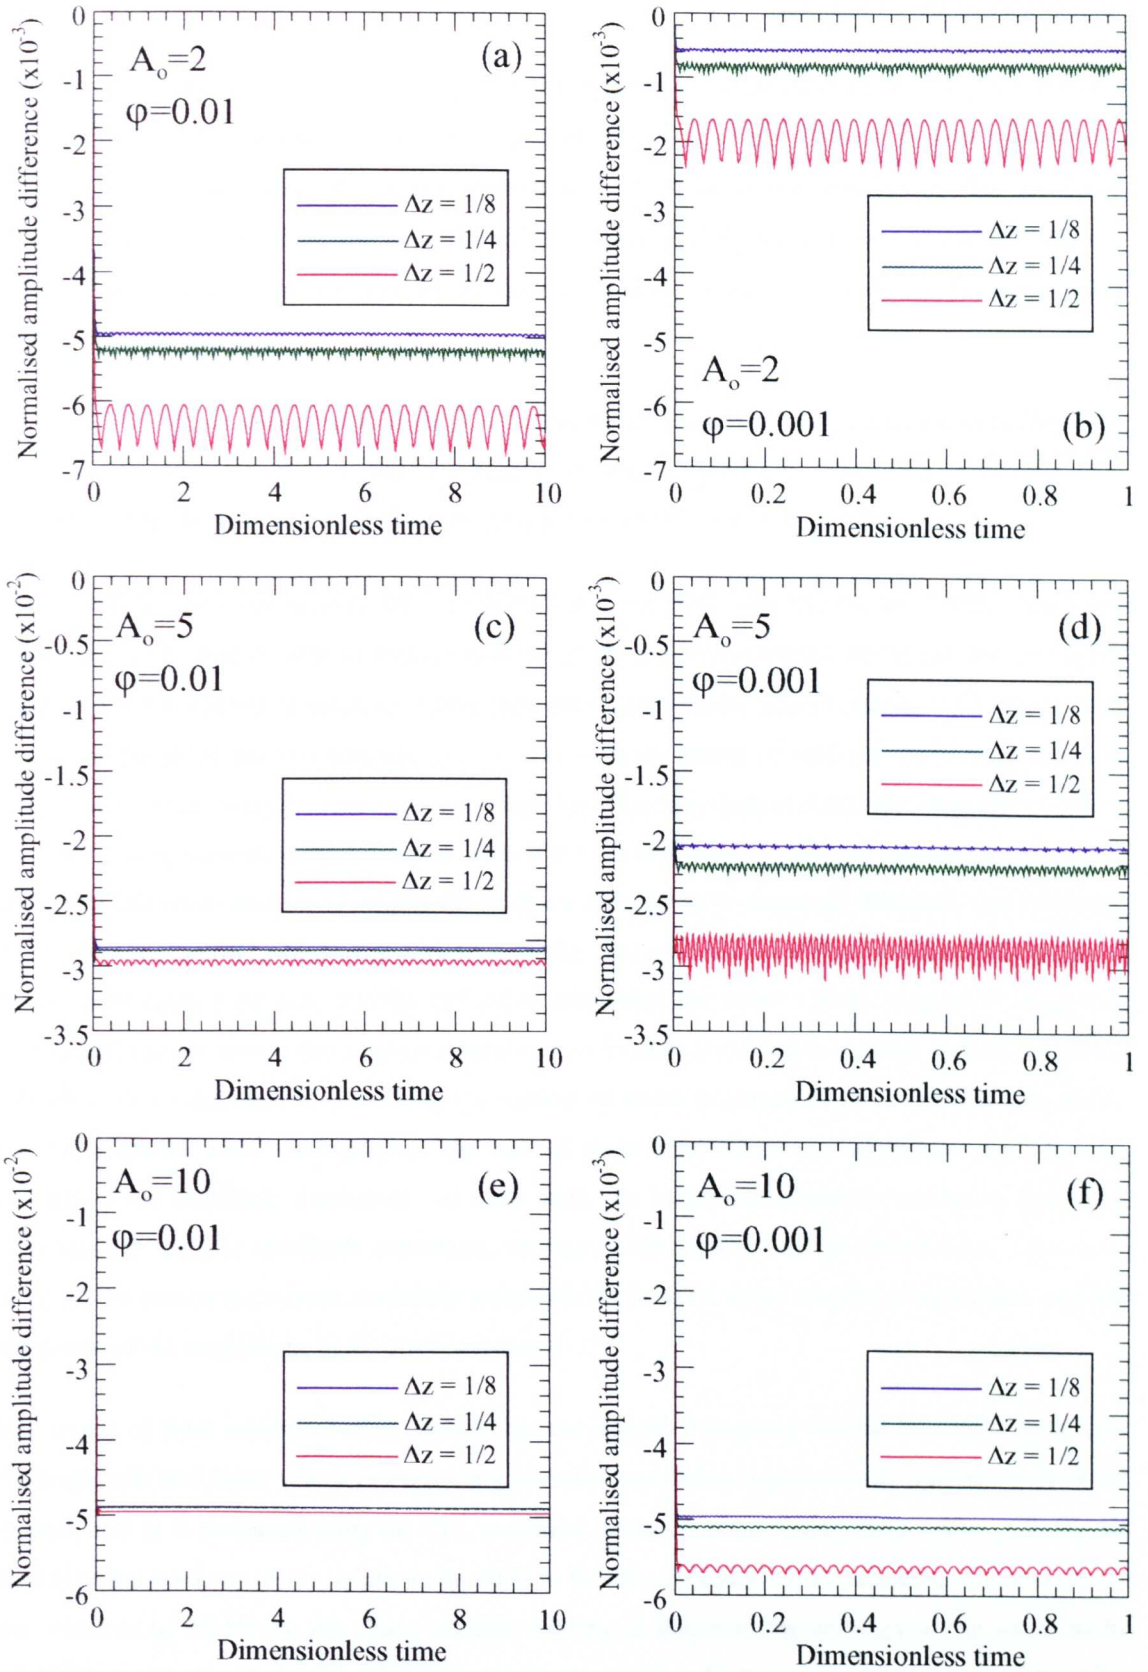 Normalised amplitude difference (x10⁻³)
0
-1
-2
-3
-4
-5
-6
-7
Aₒ=2
φ=0.01
(a)
Δz = 1/8
Δz = 1/4
Δz = 1/2
0 2 4 6 8 10
Dimensionless time
Normalised amplitude difference (x10⁻³)
0
-1
-2
-3
-4
-5
-6
-7
Δz = 1/8
Δz = 1/4
Δz = 1/2
Aₒ=2
φ=0.001
(b)
0 0.2 0.4 0.6 0.8 1
Dimensionless time
Normalised amplitude difference (x10⁻²)
0
-0.5
-1
-1.5
-2
-2.5
-3
-3.5
Aₒ=5
φ=0.01
(c)
Δz = 1/8
Δz = 1/4
Δz = 1/2
0 2 4 6 8 10
Dimensionless time
Normalised amplitude difference (x10⁻³)
0
-0.5
-1
-1.5
-2
-2.5
-3
-3.5
Aₒ=5
φ=0.001
(d)
Δz = 1/8
Δz = 1/4
Δz = 1/2
0 0.2 0.4 0.6 0.8 1
Dimensionless time
Normalised amplitude difference (x10⁻²)
0
-1
-2
-3
-4
-5
-6
Aₒ=10
φ=0.01
(e)
Δz = 1/8
Δz = 1/4
Δz = 1/2
0 2 4 6 8 10
Dimensionless time
Normalised amplitude difference (x10⁻³)
0
-1
-2
-3
-4
-5
-6
Aₒ=10
φ=0.001
(f)
Δz = 1/8
Δz = 1/4
Δz = 1/2
0 0.2 0.4 0.6 0.8 1
Dimensionless time